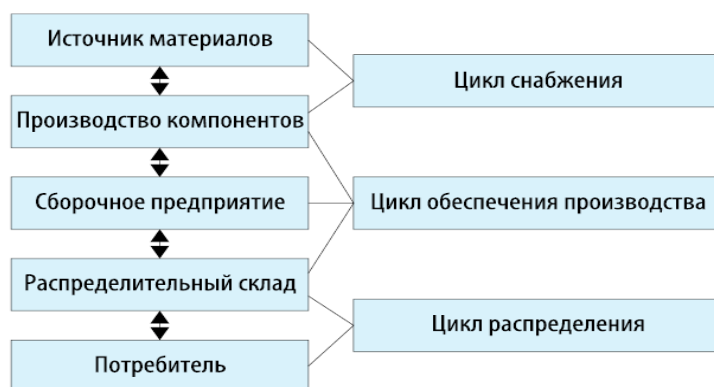 Источник материалов
Цикл снабжения
Производство компонентов
Сборочное предприятие
Цикл обеспечения производства
Распределительный склад
Цикл распределения
Потребитель